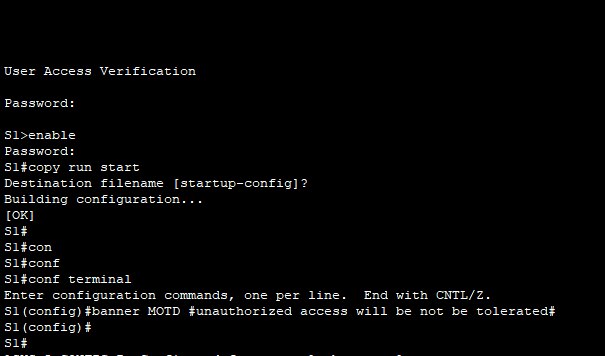 User Access Verification
Password:
S1>enable
Password:
S1#copy run start
Destination filename [startup-config]?
Building configuration...
[OK]
S1#
S1#con
S1#conf
S1#conf terminal
Enter configuration commands, one per line.  End with CNTL/Z.
S1(config)#banner MOTD #unauthorized access will be not be tolerated#
S1(config)#
S1#